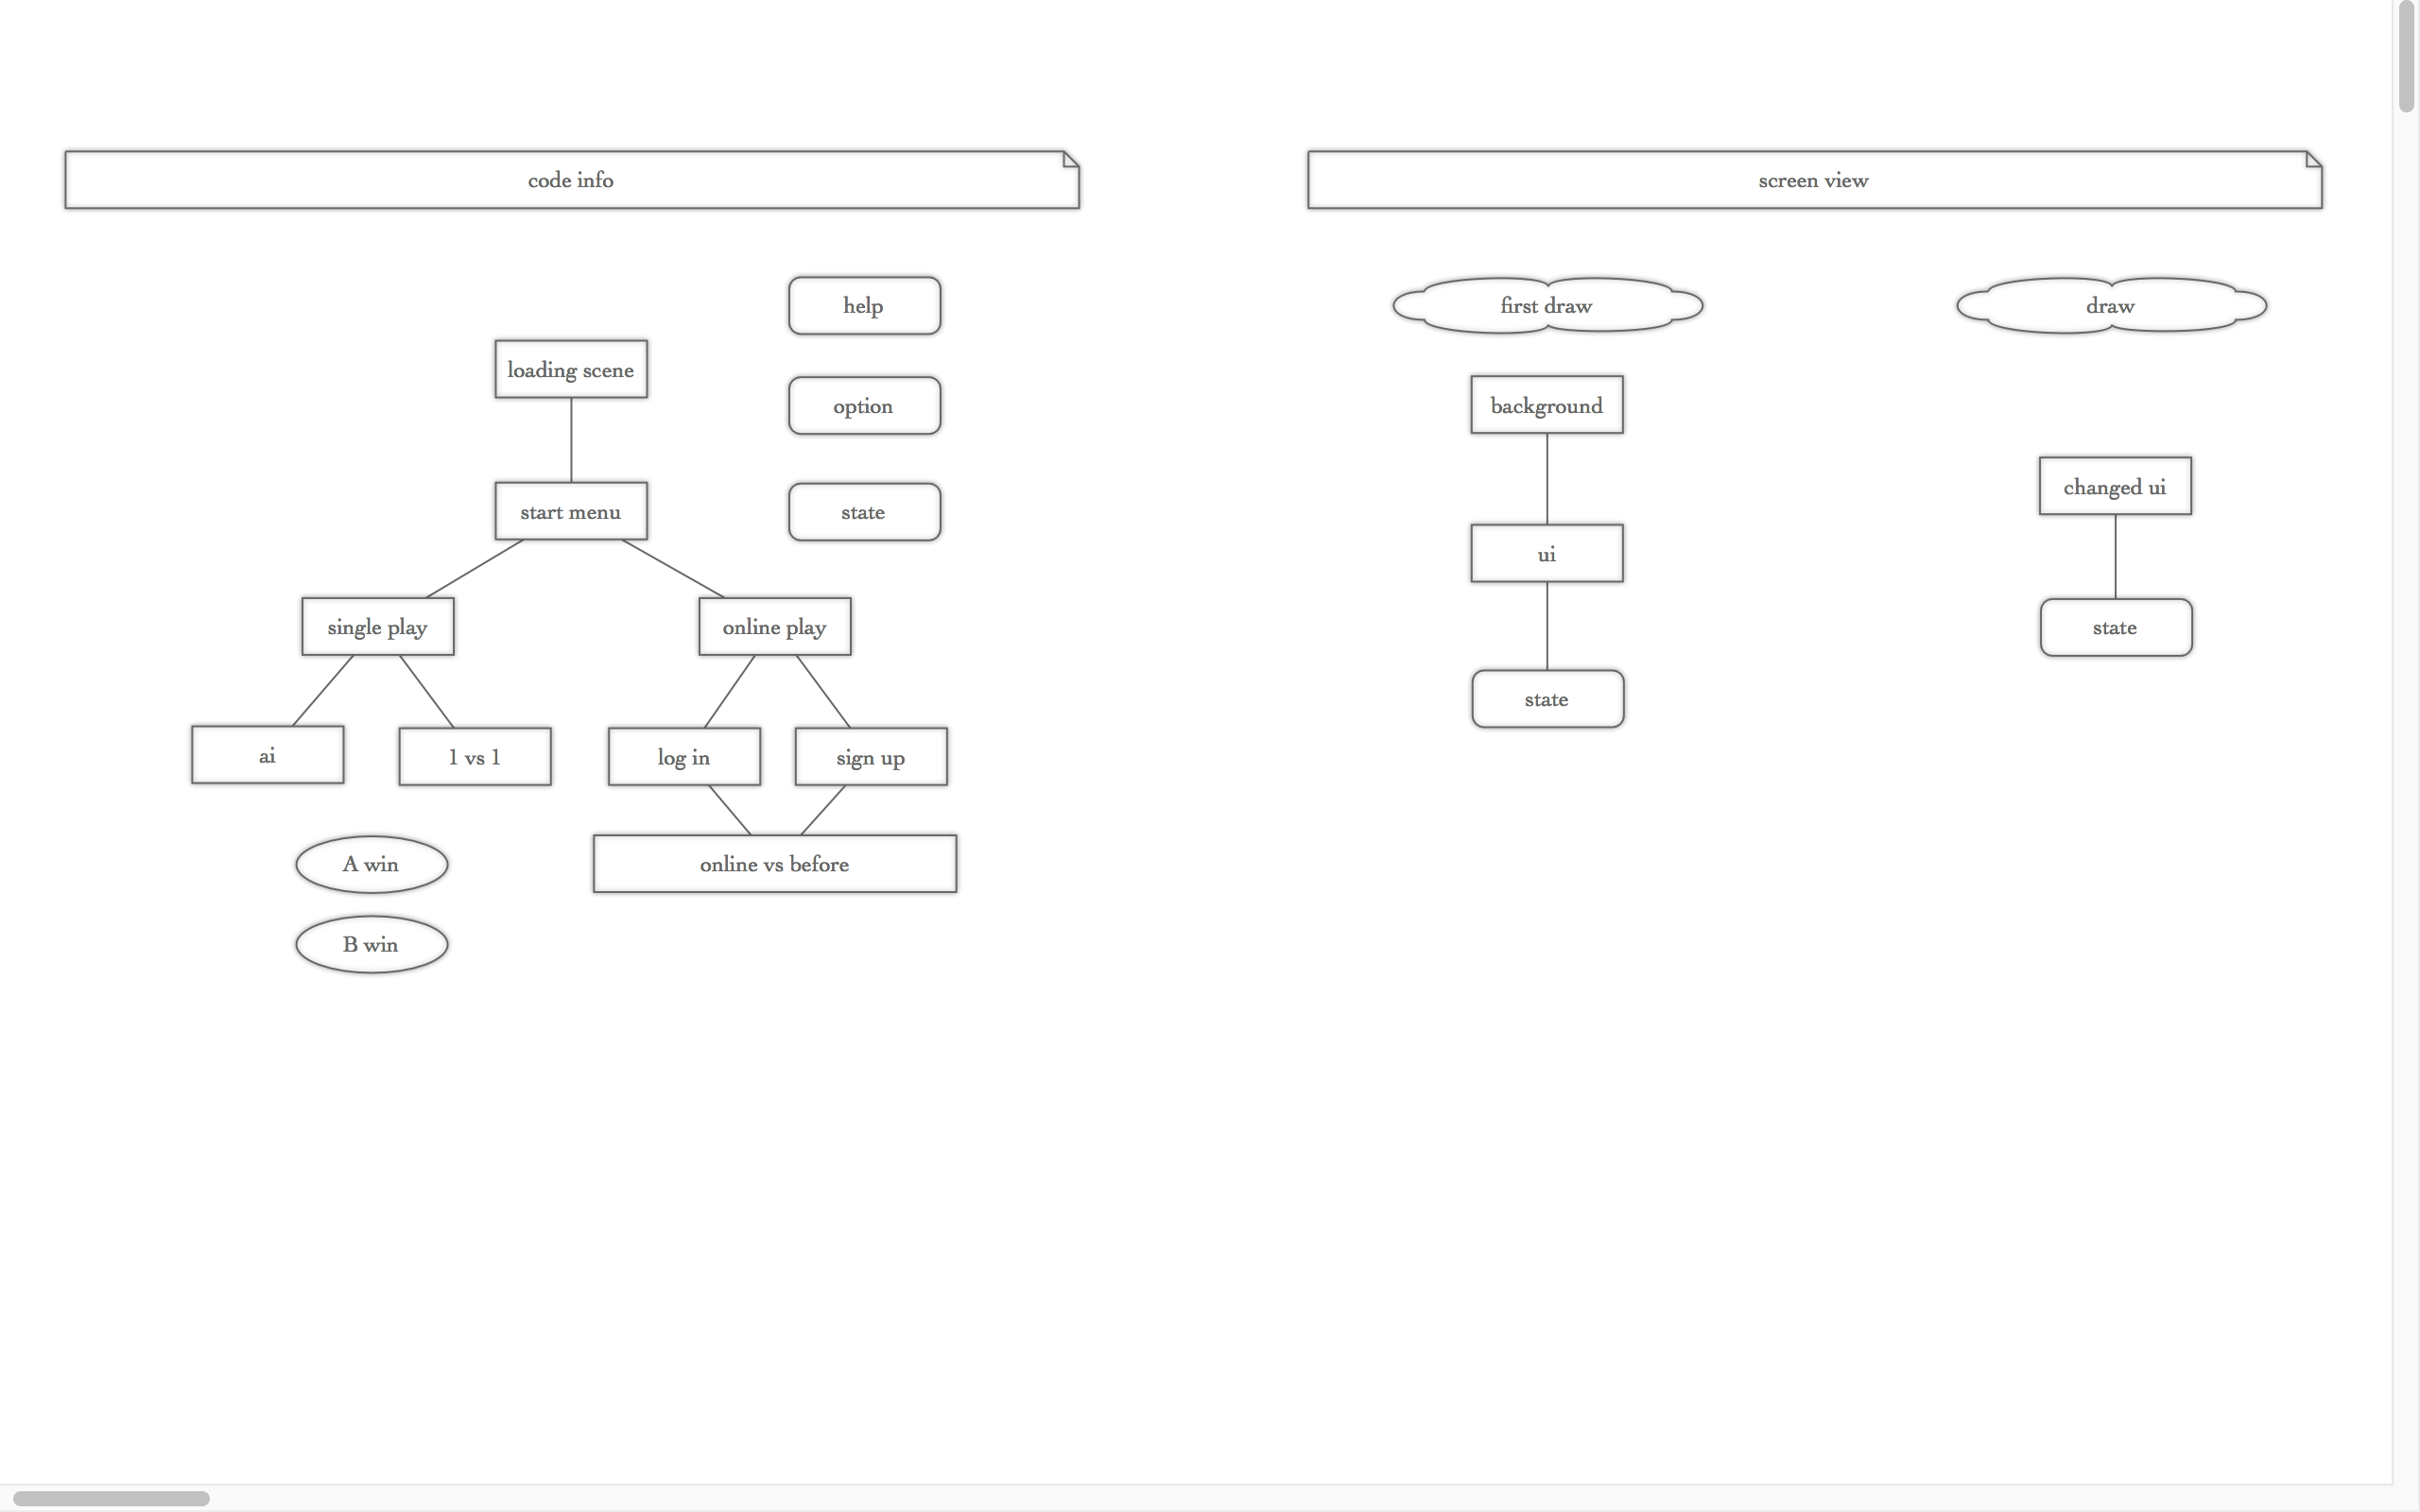 code info
screen view
help
loading scene
option
start menu
state
single play
online play
ai
1 vs 1
log in
sign up
A win
online vs before
B win
first draw
background
ui
state
draw
changed ui
state